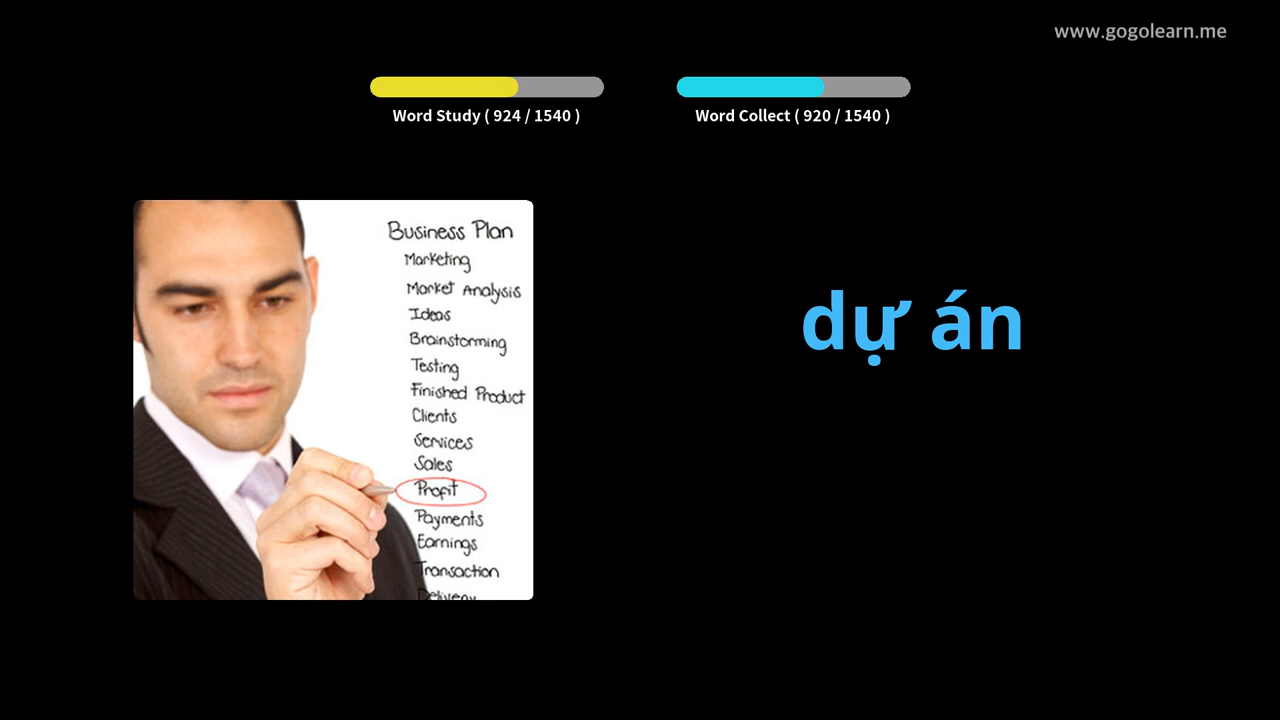 www.gogolearn.me
Word Study ( 924 / 1540 )
Word Collect ( 920 / 1540 )
Business Plan
Marketing
Market Analysis
Ideas
Brainstorming
Testing
Finished Product
Clients
Services
Sales
Profit
Payments
Earnings
Transaction
Delivery
dự án